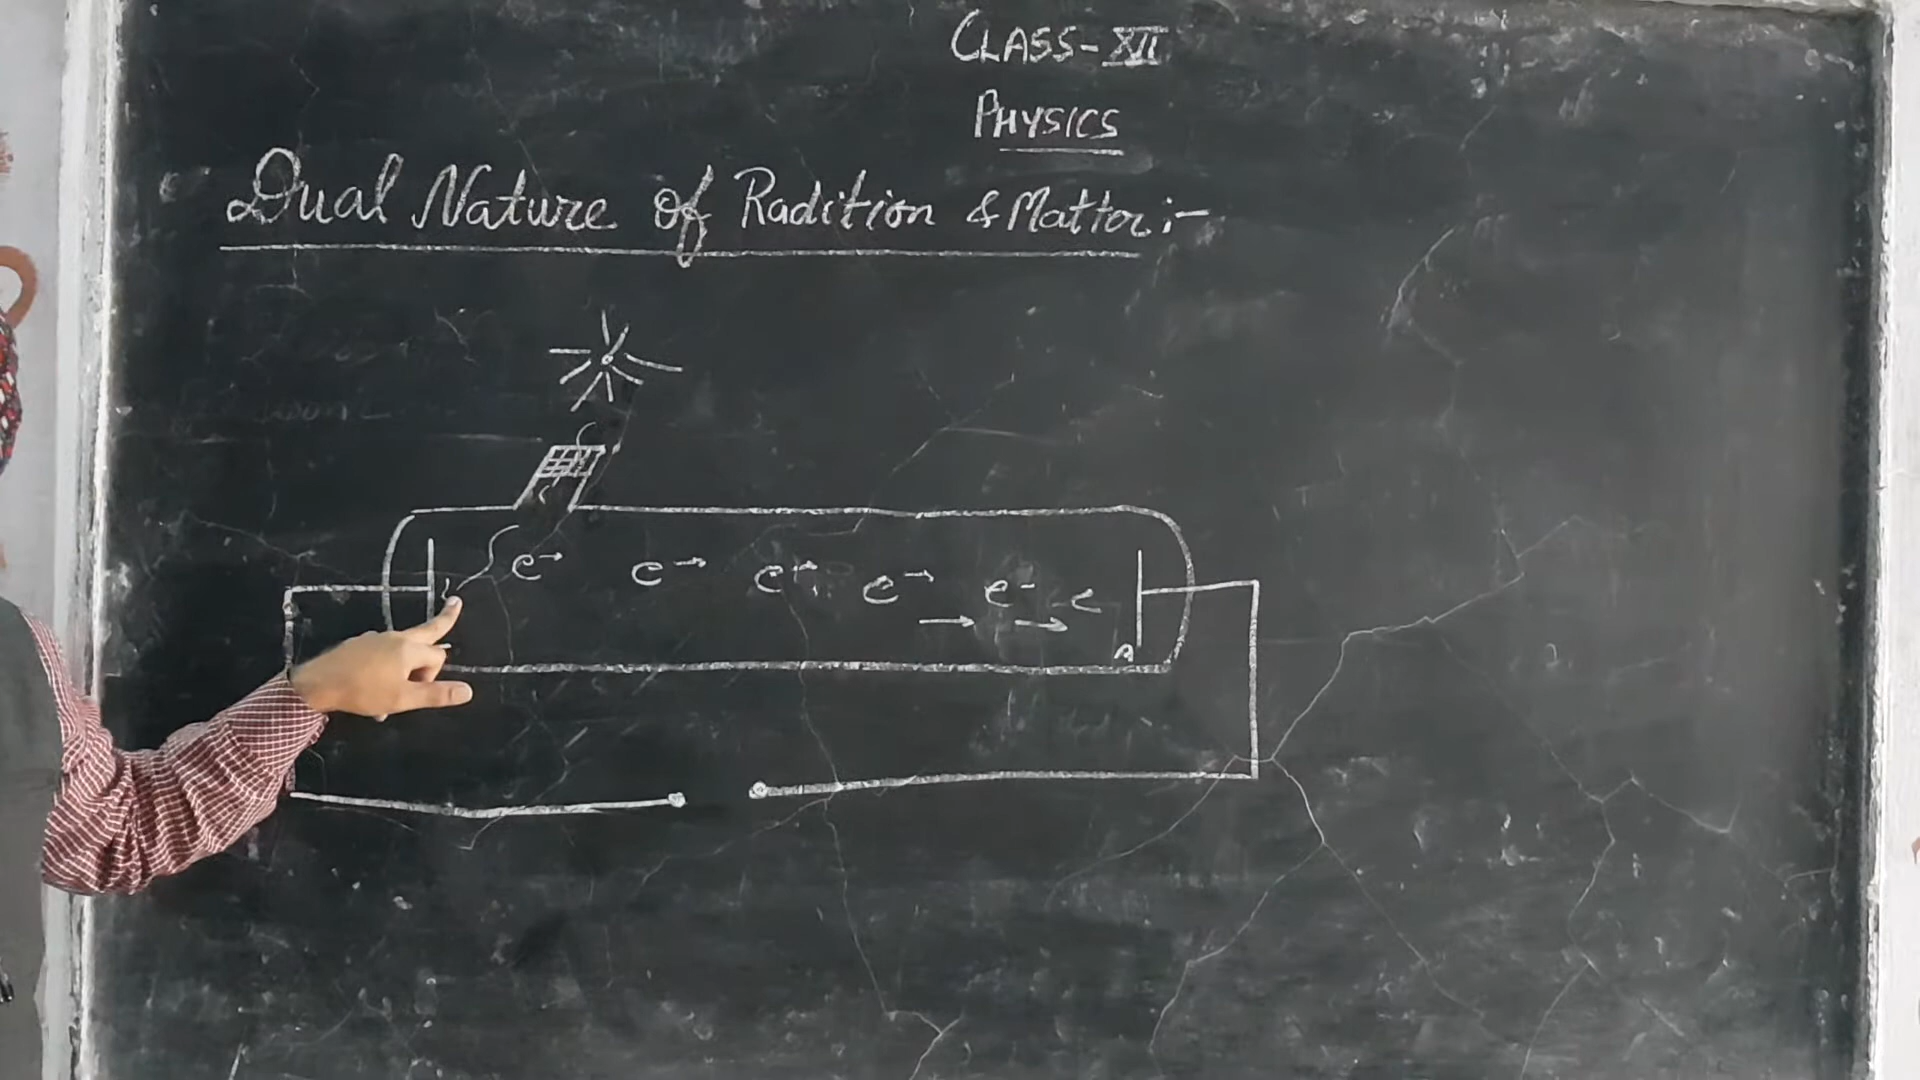 CLASS-XII
PHYSICS
Dual Nature of Radition & Matter:-
e→ e→ e→ e→ e- e
A